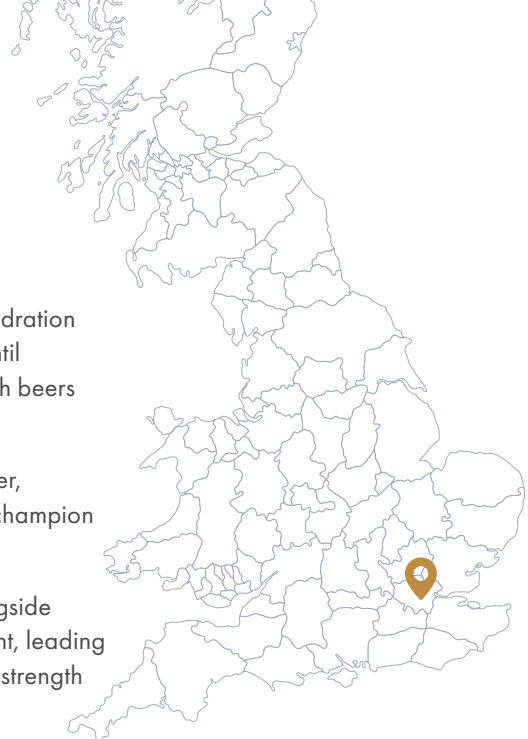 dration
til
h beers
er,
champion
gside
nt, leading
strength